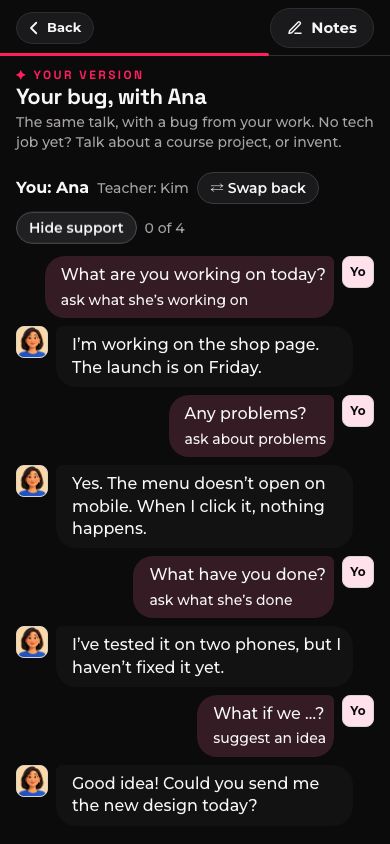 Back
Notes
YOUR VERSION
Your bug, with Ana
The same talk, with a bug from your work. No tech
job yet? Talk about a course project, or invent.
You: Ana Teacher: Kim Swap back
Hide support 0 of 4
What are you working on today?
ask what she's working on
Yo
I'm working on the shop page.
The launch is on Friday.
Any problems?
ask about problems
Yo
Yes. The menu doesn't open on
mobile. When I click it, nothing
happens.
What have you done?
ask what she's done
Yo
I've tested it on two phones, but I
haven't fixed it yet.
What if we …?
suggest an idea
Yo
Good idea! Could you send me
the new design today?